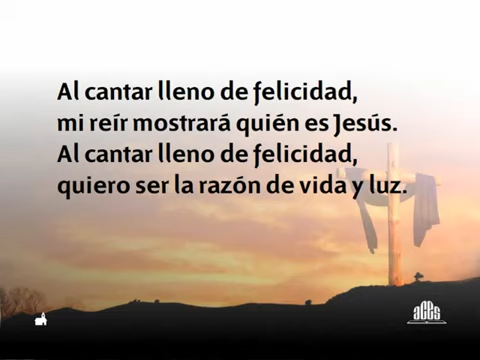 Al cantar lleno de felicidad,
mi reír mostrará quién es Jesús.
Al cantar lleno de felicidad,
quiero ser la razón de vida y luz.
aces